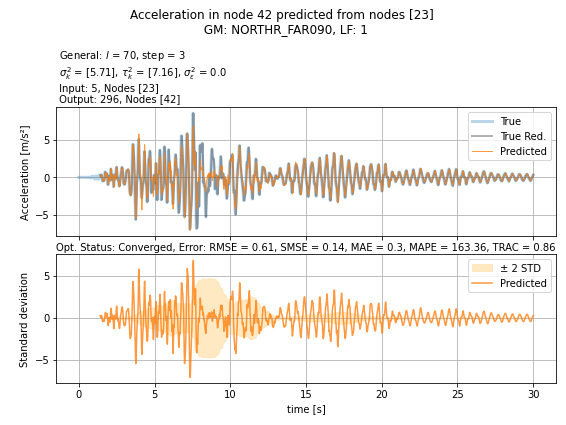 Acceleration in node 42 predicted from nodes [23]
GM: NORTHR_FAR090, LF: 1
General: l = 70, step = 3
σ²ₖ = [5.71], τ²ₖ = [7.16], σ²ε = 0.0
Input: 5, Nodes [23]
Output: 296, Nodes [42]
Acceleration [m/s²]
5
0
−5
True
True Red.
Predicted
Opt. Status: Converged, Error: RMSE = 0.61, SMSE = 0.14, MAE = 0.3, MAPE = 163.36, TRAC = 0.86
Standard deviation
5
0
−5
± 2 STD
Predicted
0 5 10 15 20 25 30
time [s]